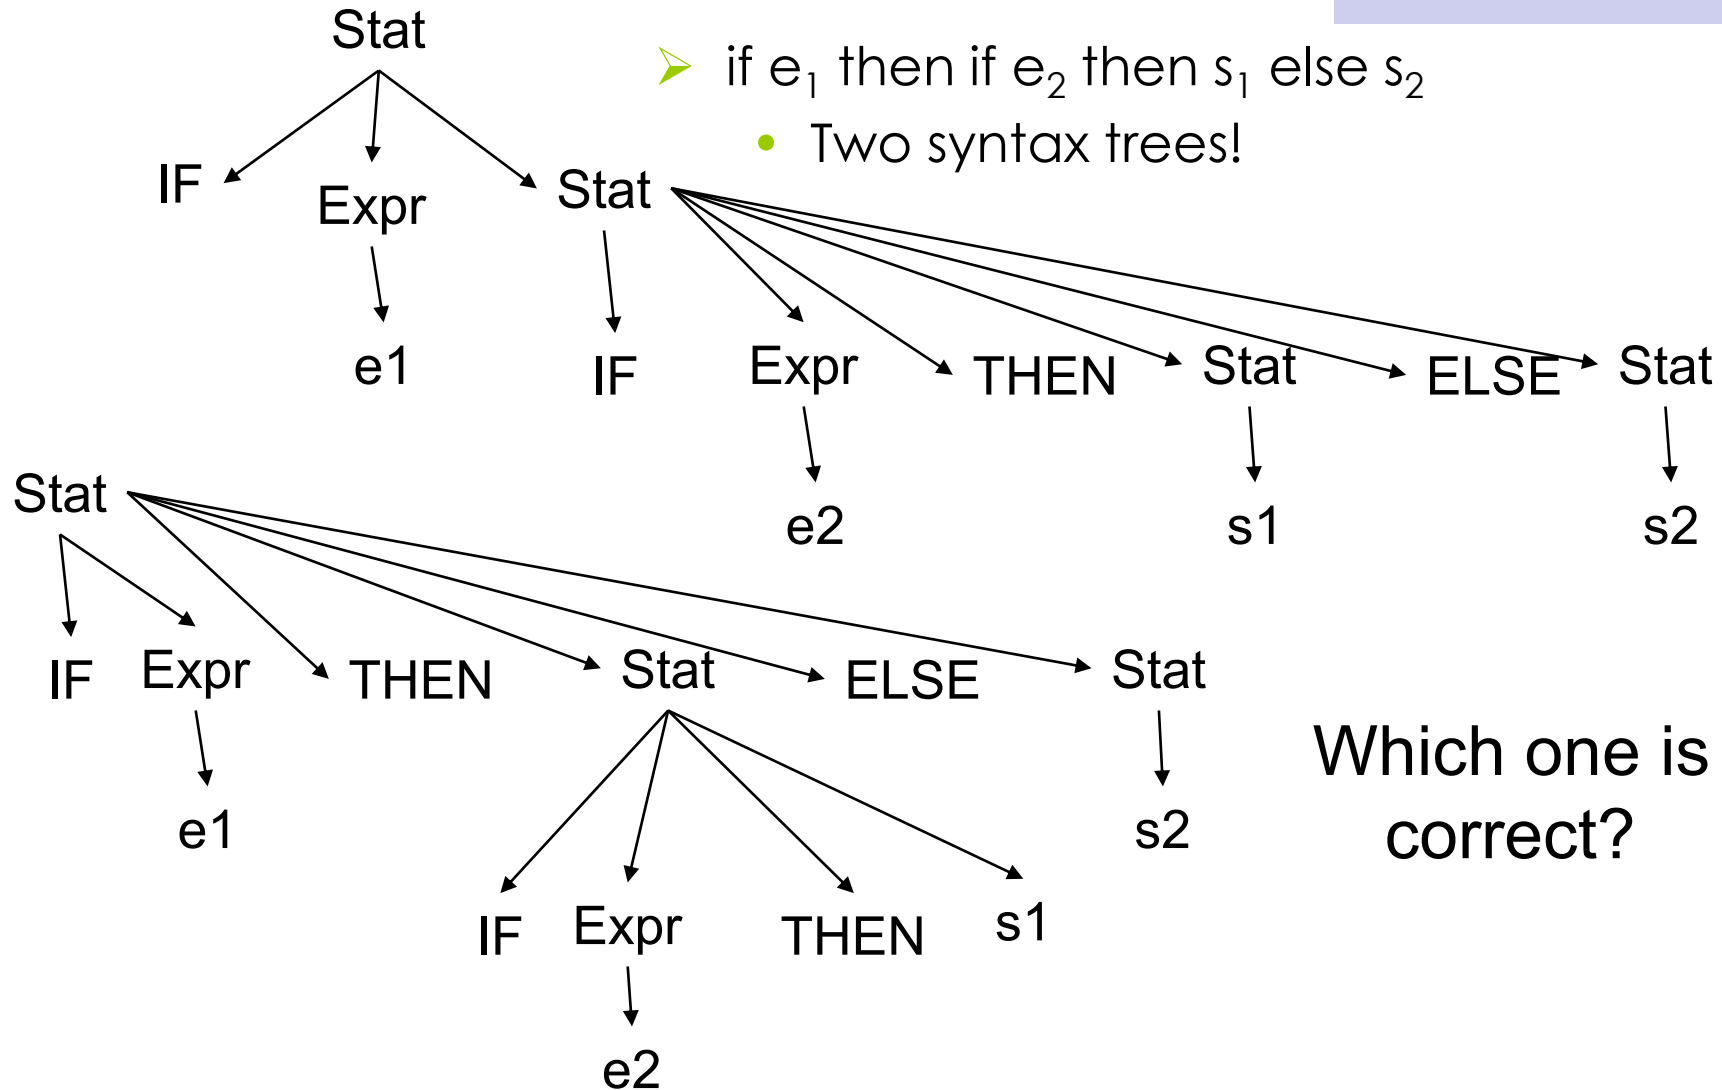 Stat
if e₁ then if e₂ then s₁ else s₂
Two syntax trees!
IF Expr Stat
e1 IF Expr THEN Stat ELSE Stat
e2 s1 s2
Stat
IF Expr THEN Stat ELSE Stat
e1 s2
IF Expr THEN s1
e2
Which one is
correct?